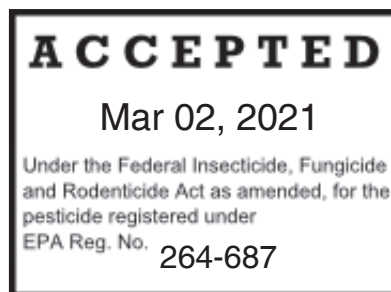 ACCEPTED
Mar 02, 2021
Under the Federal Insecticide, Fungicide
and Rodenticide Act as amended, for the
pesticide registered under
EPA Reg. No. 264-687